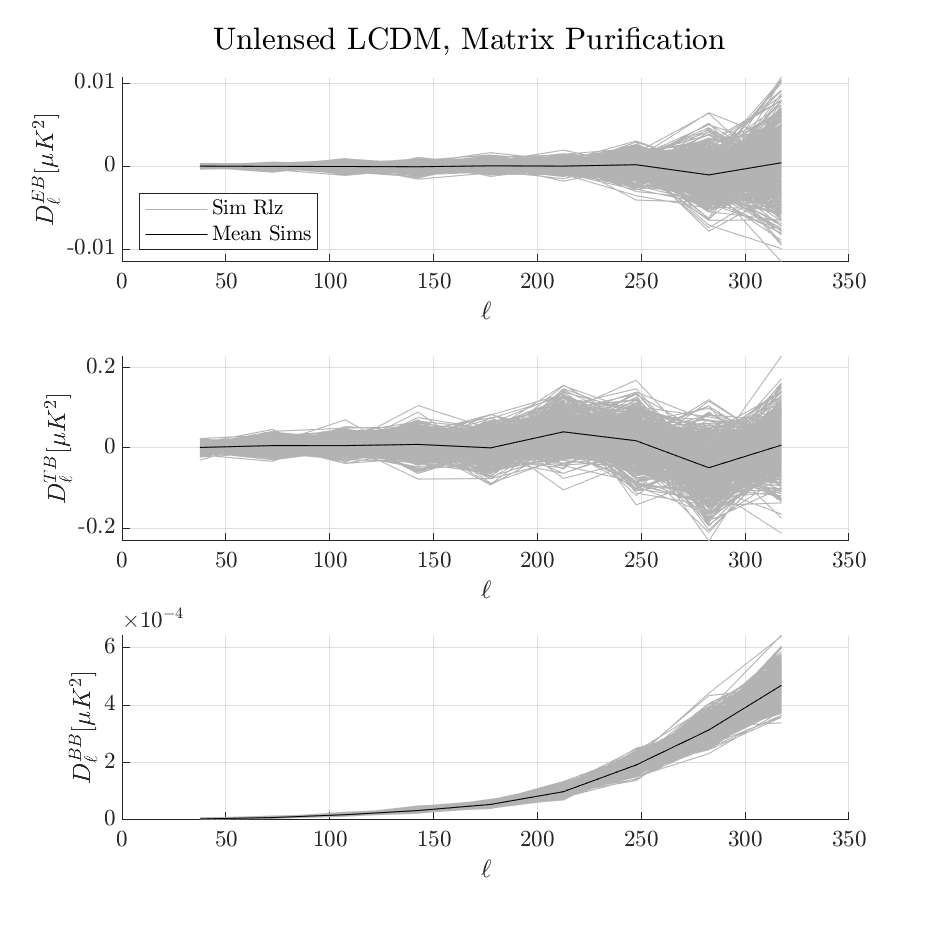 Unlensed LCDM, Matrix Purification
0.01
0
-0.01
D_ℓ^{EB}[μK^2]
Sim Rlz
Mean Sims
0 50 100 150 200 250 300 350
ℓ
0.2
0
-0.2
D_ℓ^{TB}[μK^2]
0 50 100 150 200 250 300 350
ℓ
×10^{-4}
6
4
2
0
D_ℓ^{BB}[μK^2]
0 50 100 150 200 250 300 350
ℓ